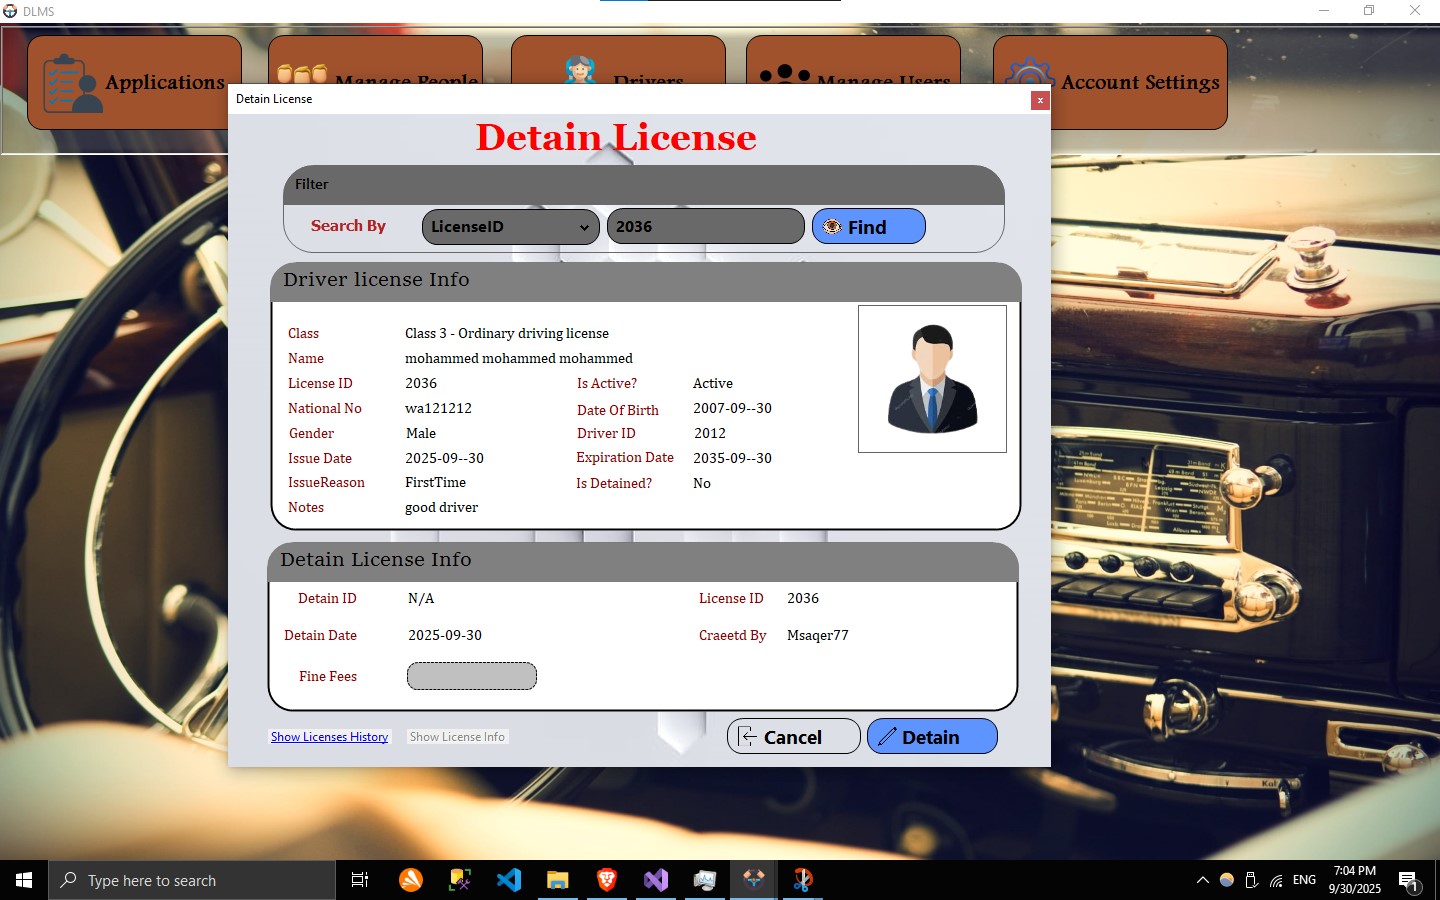 DLMS
Applications
Manage People
Drivers
Manage Users
Account Settings
Detain License
x
Detain License
Filter
Search By
LicenseID
2036
Find
Driver license Info
Class
Class 3 - Ordinary driving license
Name
mohammed mohammed mohammed
License ID
2036
Is Active?
Active
National No
wa121212
Date Of Birth
2007-09--30
Gender
Male
Driver ID
2012
Issue Date
2025-09--30
Expiration Date
2035-09--30
IssueReason
FirstTime
Is Detained?
No
Notes
good driver
Detain License Info
Detain ID
N/A
License ID
2036
Detain Date
2025-09-30
Craeetd By
Msaqer77
Fine Fees
Show Licenses History
Show License Info
Cancel
Detain
Type here to search
ENG
7:04 PM
9/30/2025
1